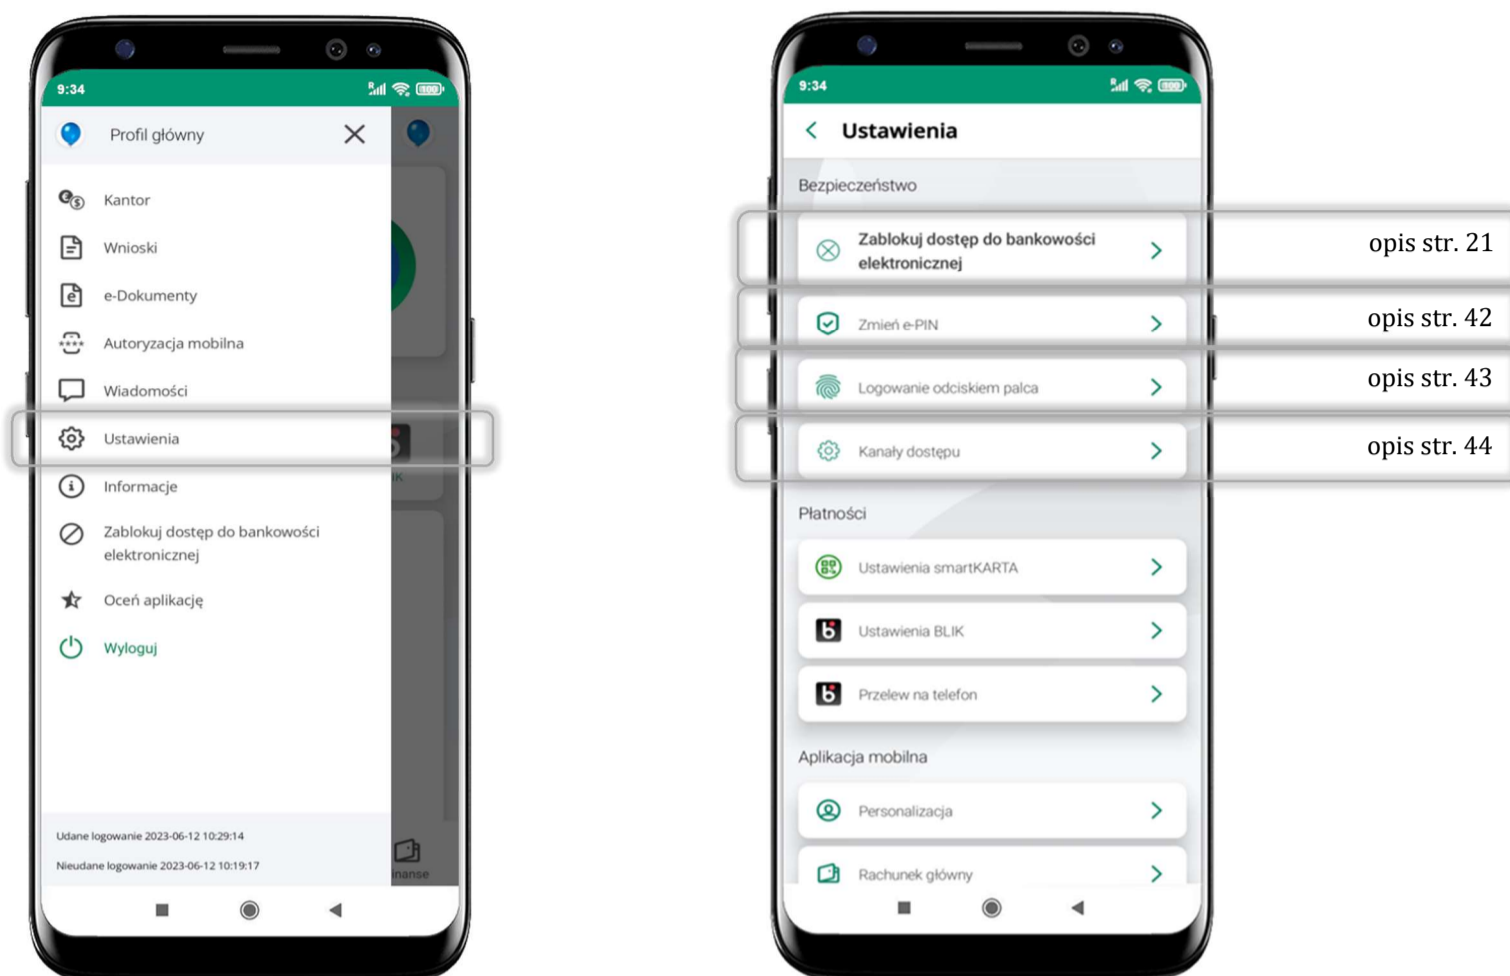 9:34
Profil główny
Kantor
Wnioski
e-Dokumenty
Autoryzacja mobilna
Wiadomości
Ustawienia
Informacje
Zablokuj dostęp do bankowości
elektronicznej
Oceń aplikację
Wyloguj
Udane logowanie 2023-06-12 10:29:14
Nieudane logowanie 2023-06-12 10:19:17
IK
inanse
9:34
Ustawienia
Bezpieczeństwo
Zablokuj dostęp do bankowości
elektronicznej
opis str. 21
Zmień e-PIN
opis str. 42
Logowanie odciskiem palca
opis str. 43
Kanały dostępu
opis str. 44
Płatności
Ustawienia smartKARTA
Ustawienia BLIK
Przelew na telefon
Aplikacja mobilna
Personalizacja
Rachunek główny